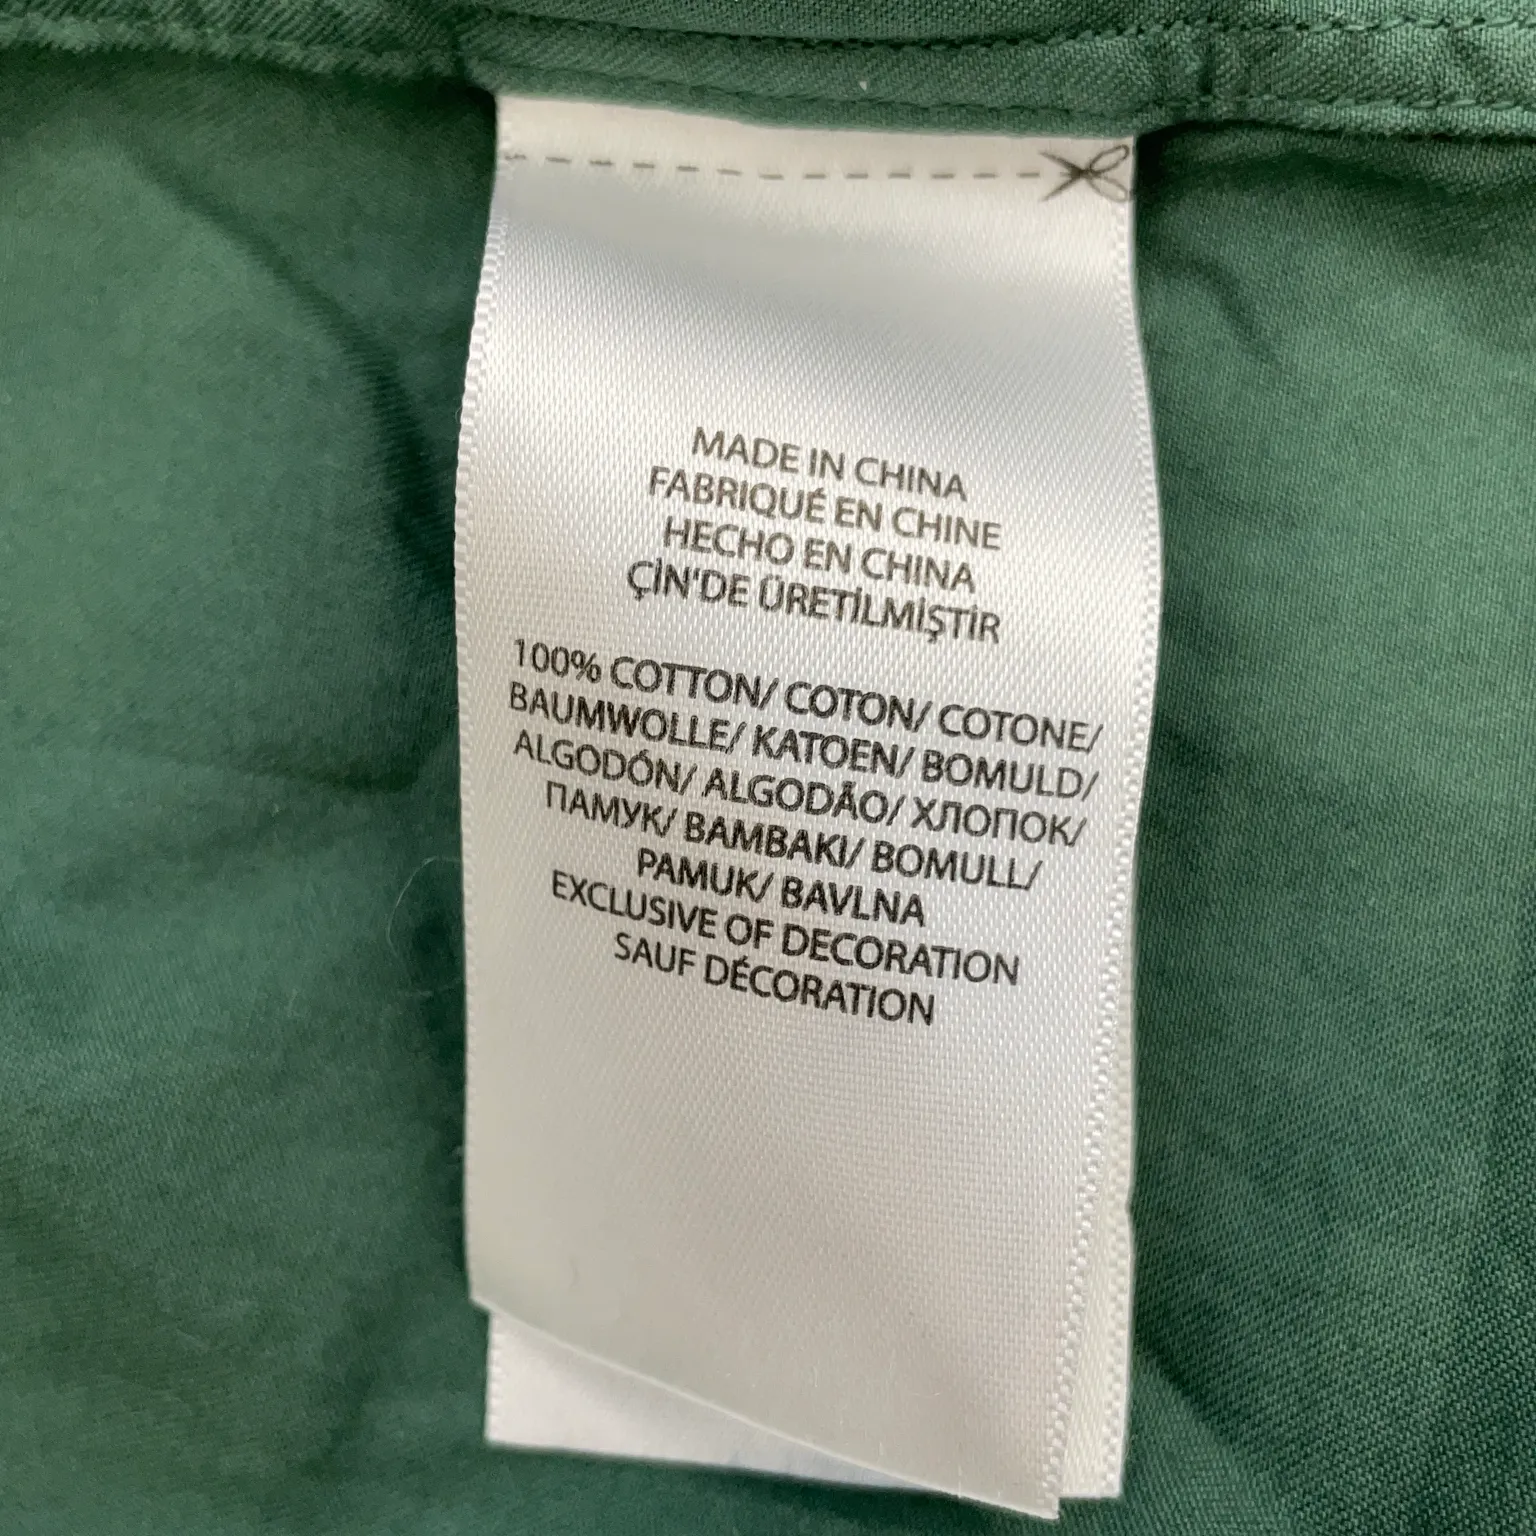 MADE IN CHINA
FABRIQUÉ EN CHINE
HECHO EN CHINA
ÇİN'DE ÜRETİLMİŞTİR
100% COTTON/ COTON/ COTONE/
BAUMWOLLE/ KATOEN/ BOMULD/
ALGODÓN/ ALGODÃO/ ХЛОПОК/
ПАМУК/ BAMBAKI/ BOMULL/
PAMUK/ BAVLNA
EXCLUSIVE OF DECORATION
SAUF DÉCORATION